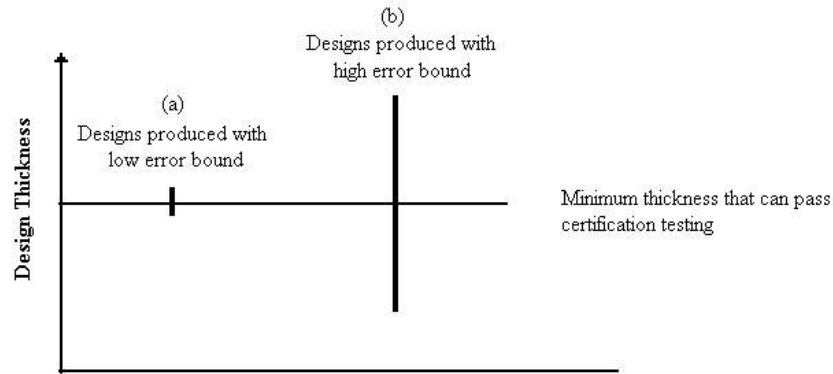 (b)
Designs produced with
high error bound
(a)
Designs produced with
low error bound
Design Thickness
Minimum thickness that can pass
certification testing